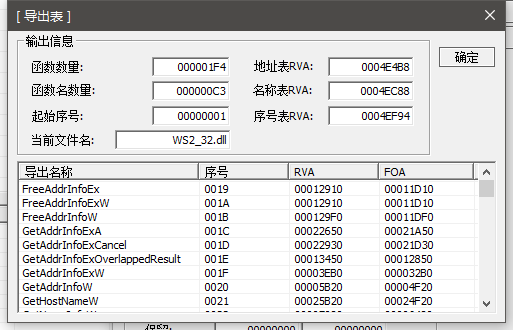 [ 导出表 ]
输出信息
函数数量: 000001F4 地址表RVA: 0004E4B8
函数名数量: 000000C3 名称表RVA: 0004EC88
起始序号: 00000001 序号表RVA: 0004EF94
当前文件名: WS2_32.dll
确定
导出名称 序号 RVA FOA
FreeAddrInfoEx 0019 00012910 00011D10
FreeAddrInfoExW 001A 00012910 00011D10
FreeAddrInfoW 001B 000129F0 00011DF0
GetAddrInfoExA 001C 00022650 00021A50
GetAddrInfoExCancel 001D 00022930 00021D30
GetAddrInfoExOverlappedResult 001E 00013450 00012850
GetAddrInfoExW 001F 00003EB0 000032B0
GetAddrInfoW 0020 00005B20 00004F20
GetHostNameW 0021 00025B20 00024F20
保留: 00000000 00000000